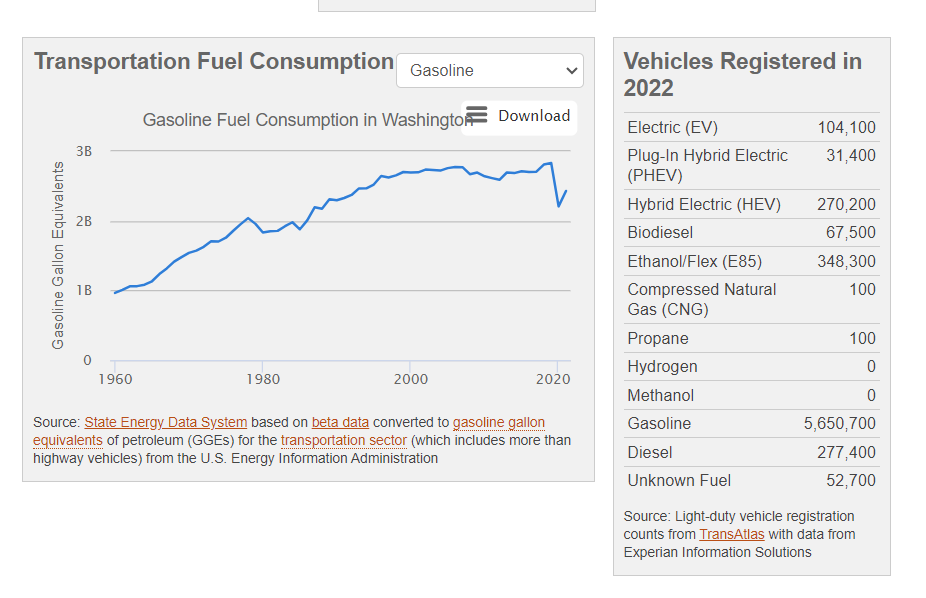 Transportation Fuel Consumption
Gasoline
Gasoline Fuel Consumption in Washington
Download
Gasoline Gallon Equivalents
3B
2B
1B
0
1960
1980
2000
2020
Source: State Energy Data System based on beta data converted to gasoline gallon
equivalents of petroleum (GGEs) for the transportation sector (which includes more than
highway vehicles) from the U.S. Energy Information Administration
Vehicles Registered in
2022
Electric (EV) 104,100
Plug-In Hybrid Electric 31,400
(PHEV)
Hybrid Electric (HEV) 270,200
Biodiesel 67,500
Ethanol/Flex (E85) 348,300
Compressed Natural 100
Gas (CNG)
Propane 100
Hydrogen 0
Methanol 0
Gasoline 5,650,700
Diesel 277,400
Unknown Fuel 52,700
Source: Light-duty vehicle registration
counts from TransAtlas with data from
Experian Information Solutions